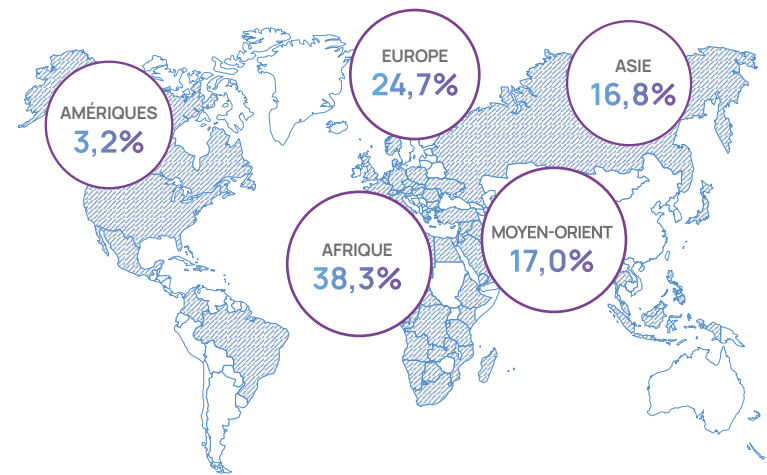 EUROPE
24,7%
ASIE
16,8%
AMÉRIQUES
3,2%
AFRIQUE
38,3%
MOYEN-ORIENT
17,0%